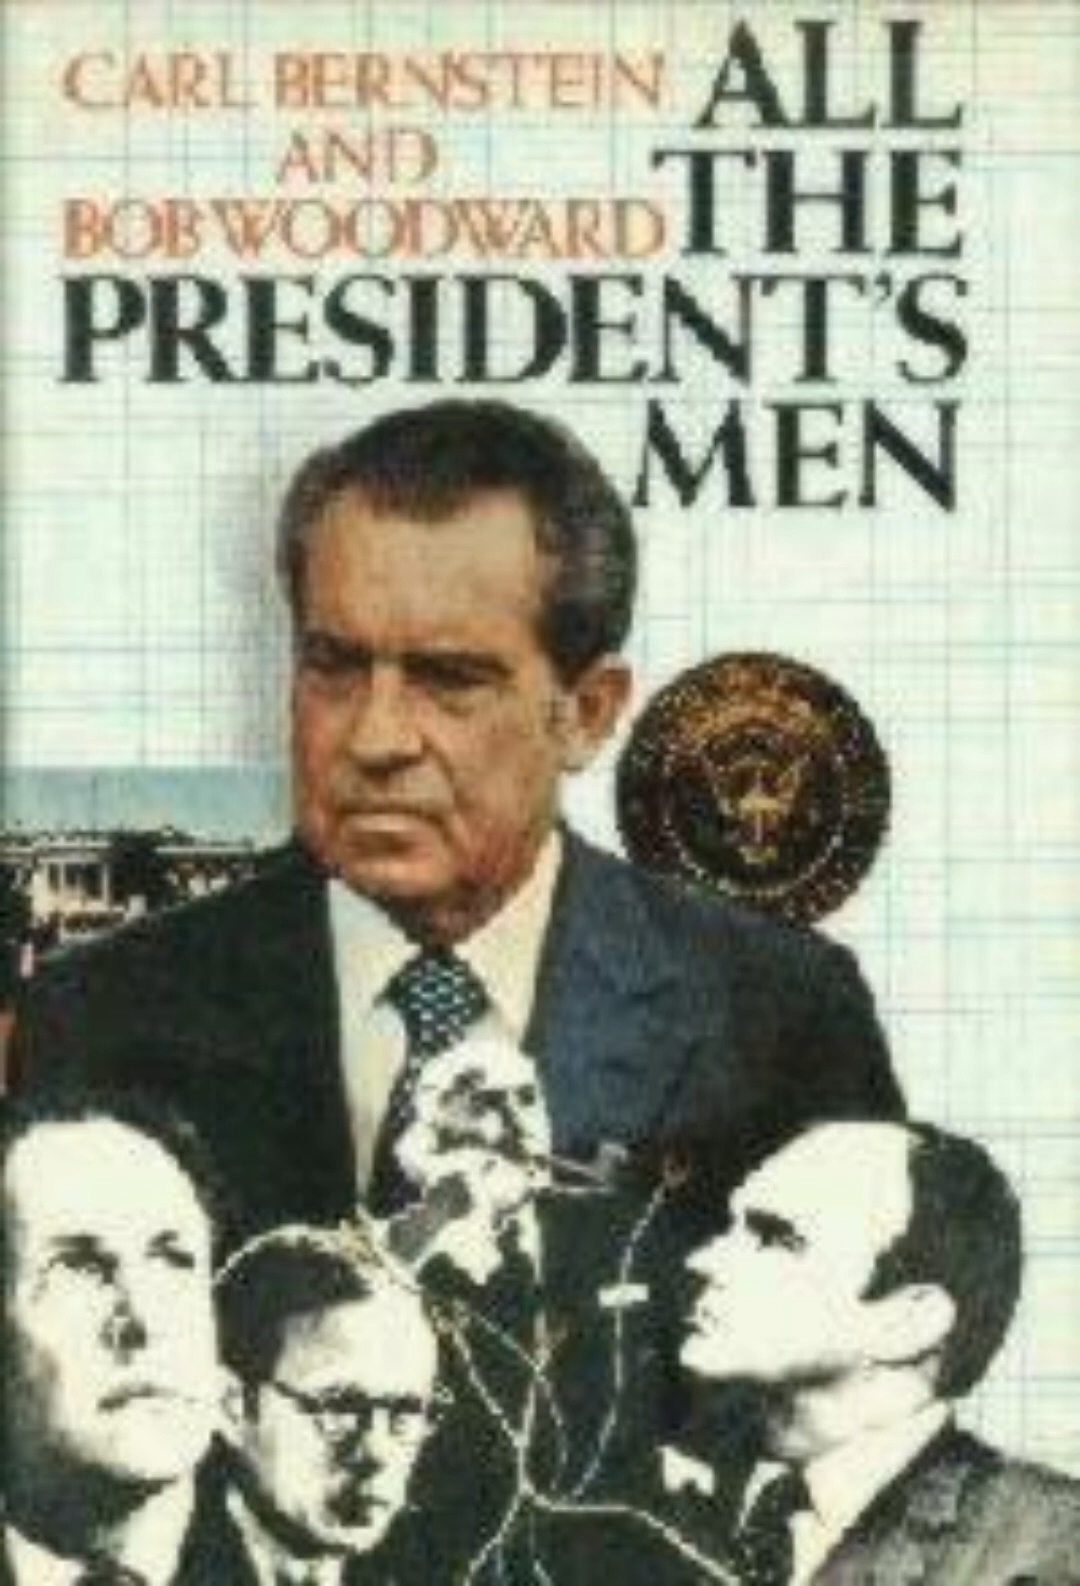 CARL BERNSTEIN
AND
BOB WOODWARD
ALL
THE
PRESIDENT'S
MEN